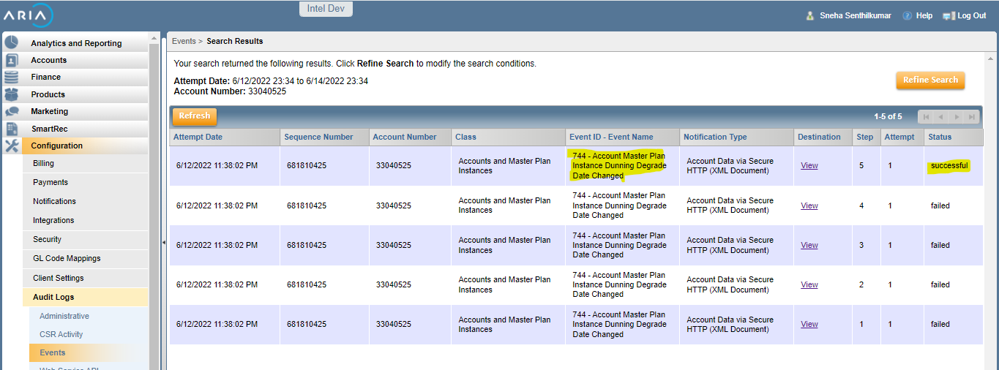 ARIA
Intel Dev
Sneha Senthilkumar Help Log Out
Analytics and Reporting
Accounts
Finance
Products
Marketing
SmartRec
Configuration
Billing
Payments
Notifications
Integrations
Security
GL Code Mappings
Client Settings
Audit Logs
Administrative
CSR Activity
Events
Web Service API
Events > Search Results
Your search returned the following results. Click Refine Search to modify the search conditions.
Attempt Date: 6/12/2022 23:34 to 6/14/2022 23:34
Account Number: 33040525
Refine Search
Refresh
1-5 of 5
Attempt Date Sequence Number Account Number Class Event ID - Event Name Notification Type Destination Step Attempt Status
6/12/2022 11:38:02 PM 681810425 33040525 Accounts and Master Plan Instances 744 - Account Master Plan Instance Dunning Degrade Date Changed Account Data via Secure HTTP (XML Document) View 5 1 successful
6/12/2022 11:38:02 PM 681810425 33040525 Accounts and Master Plan Instances 744 - Account Master Plan Instance Dunning Degrade Date Changed Account Data via Secure HTTP (XML Document) View 4 1 failed
6/12/2022 11:38:02 PM 681810425 33040525 Accounts and Master Plan Instances 744 - Account Master Plan Instance Dunning Degrade Date Changed Account Data via Secure HTTP (XML Document) View 3 1 failed
6/12/2022 11:38:02 PM 681810425 33040525 Accounts and Master Plan Instances 744 - Account Master Plan Instance Dunning Degrade Date Changed Account Data via Secure HTTP (XML Document) View 2 1 failed
6/12/2022 11:38:02 PM 681810425 33040525 Accounts and Master Plan Instances 744 - Account Master Plan Instance Dunning Degrade Date Changed Account Data via Secure HTTP (XML Document) View 1 1 failed